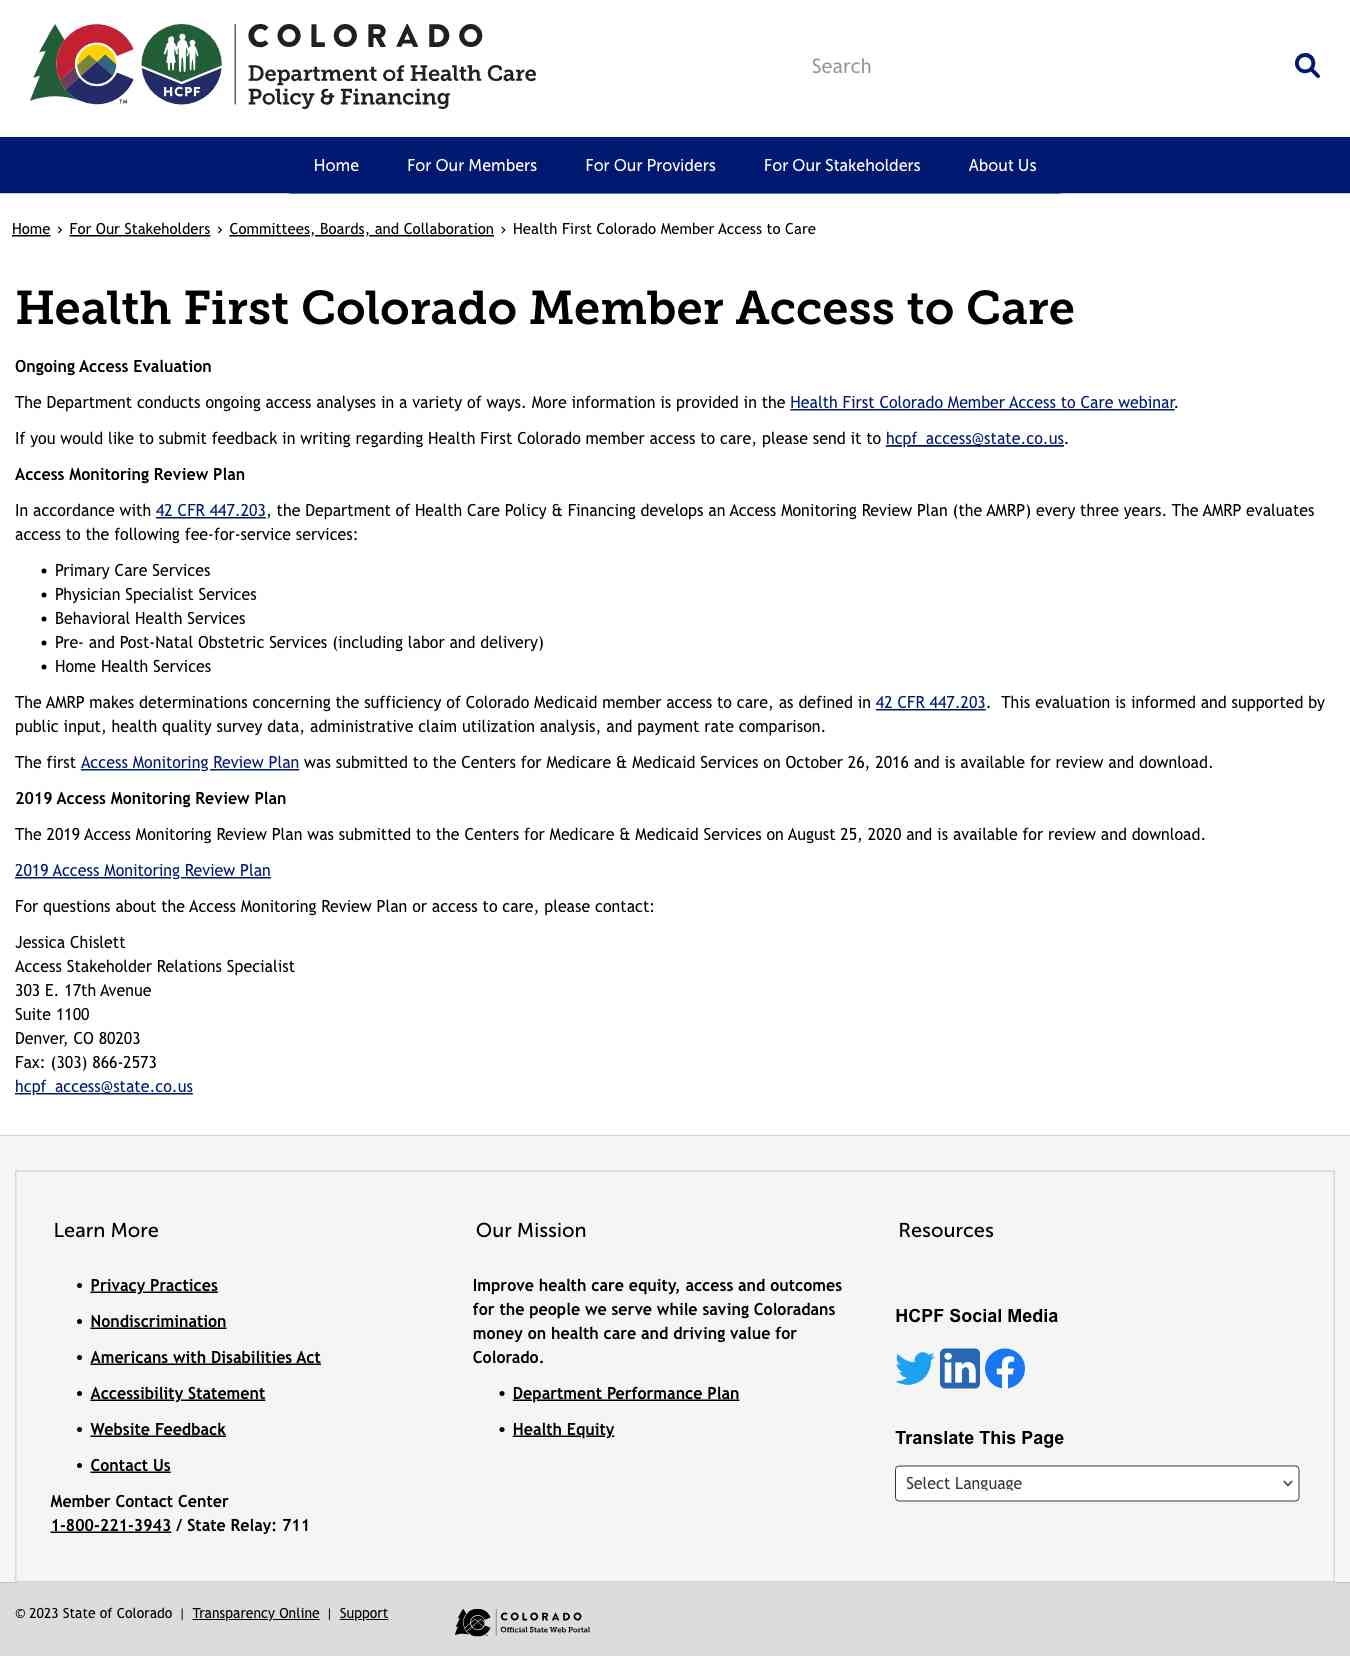 COLORADO
Department of Health Care
Policy & Financing
HCPF
TM
Search
Home
For Our Members
For Our Providers
For Our Stakeholders
About Us
Home › For Our Stakeholders › Committees, Boards, and Collaboration › Health First Colorado Member Access to Care
Health First Colorado Member Access to Care
Ongoing Access Evaluation
The Department conducts ongoing access analyses in a variety of ways. More information is provided in the Health First Colorado Member Access to Care webinar.
If you would like to submit feedback in writing regarding Health First Colorado member access to care, please send it to hcpf_access@state.co.us.
Access Monitoring Review Plan
In accordance with 42 CFR 447.203, the Department of Health Care Policy & Financing develops an Access Monitoring Review Plan (the AMRP) every three years. The AMRP evaluates
access to the following fee-for-service services:
• Primary Care Services
• Physician Specialist Services
• Behavioral Health Services
• Pre- and Post-Natal Obstetric Services (including labor and delivery)
• Home Health Services
The AMRP makes determinations concerning the sufficiency of Colorado Medicaid member access to care, as defined in 42 CFR 447.203.  This evaluation is informed and supported by
public input, health quality survey data, administrative claim utilization analysis, and payment rate comparison.
The first Access Monitoring Review Plan was submitted to the Centers for Medicare & Medicaid Services on October 26, 2016 and is available for review and download.
2019 Access Monitoring Review Plan
The 2019 Access Monitoring Review Plan was submitted to the Centers for Medicare & Medicaid Services on August 25, 2020 and is available for review and download.
2019 Access Monitoring Review Plan
For questions about the Access Monitoring Review Plan or access to care, please contact:
Jessica Chislett
Access Stakeholder Relations Specialist
303 E. 17th Avenue
Suite 1100
Denver, CO 80203
Fax: (303) 866-2573
hcpf_access@state.co.us
Learn More
• Privacy Practices
• Nondiscrimination
• Americans with Disabilities Act
• Accessibility Statement
• Website Feedback
• Contact Us
Member Contact Center
1-800-221-3943 / State Relay: 711
Our Mission
Improve health care equity, access and outcomes
for the people we serve while saving Coloradans
money on health care and driving value for
Colorado.
• Department Performance Plan
• Health Equity
Resources
HCPF Social Media
in
Translate This Page
Select Language
© 2023 State of Colorado | Transparency Online | Support
COLORADO
Official State Web Portal